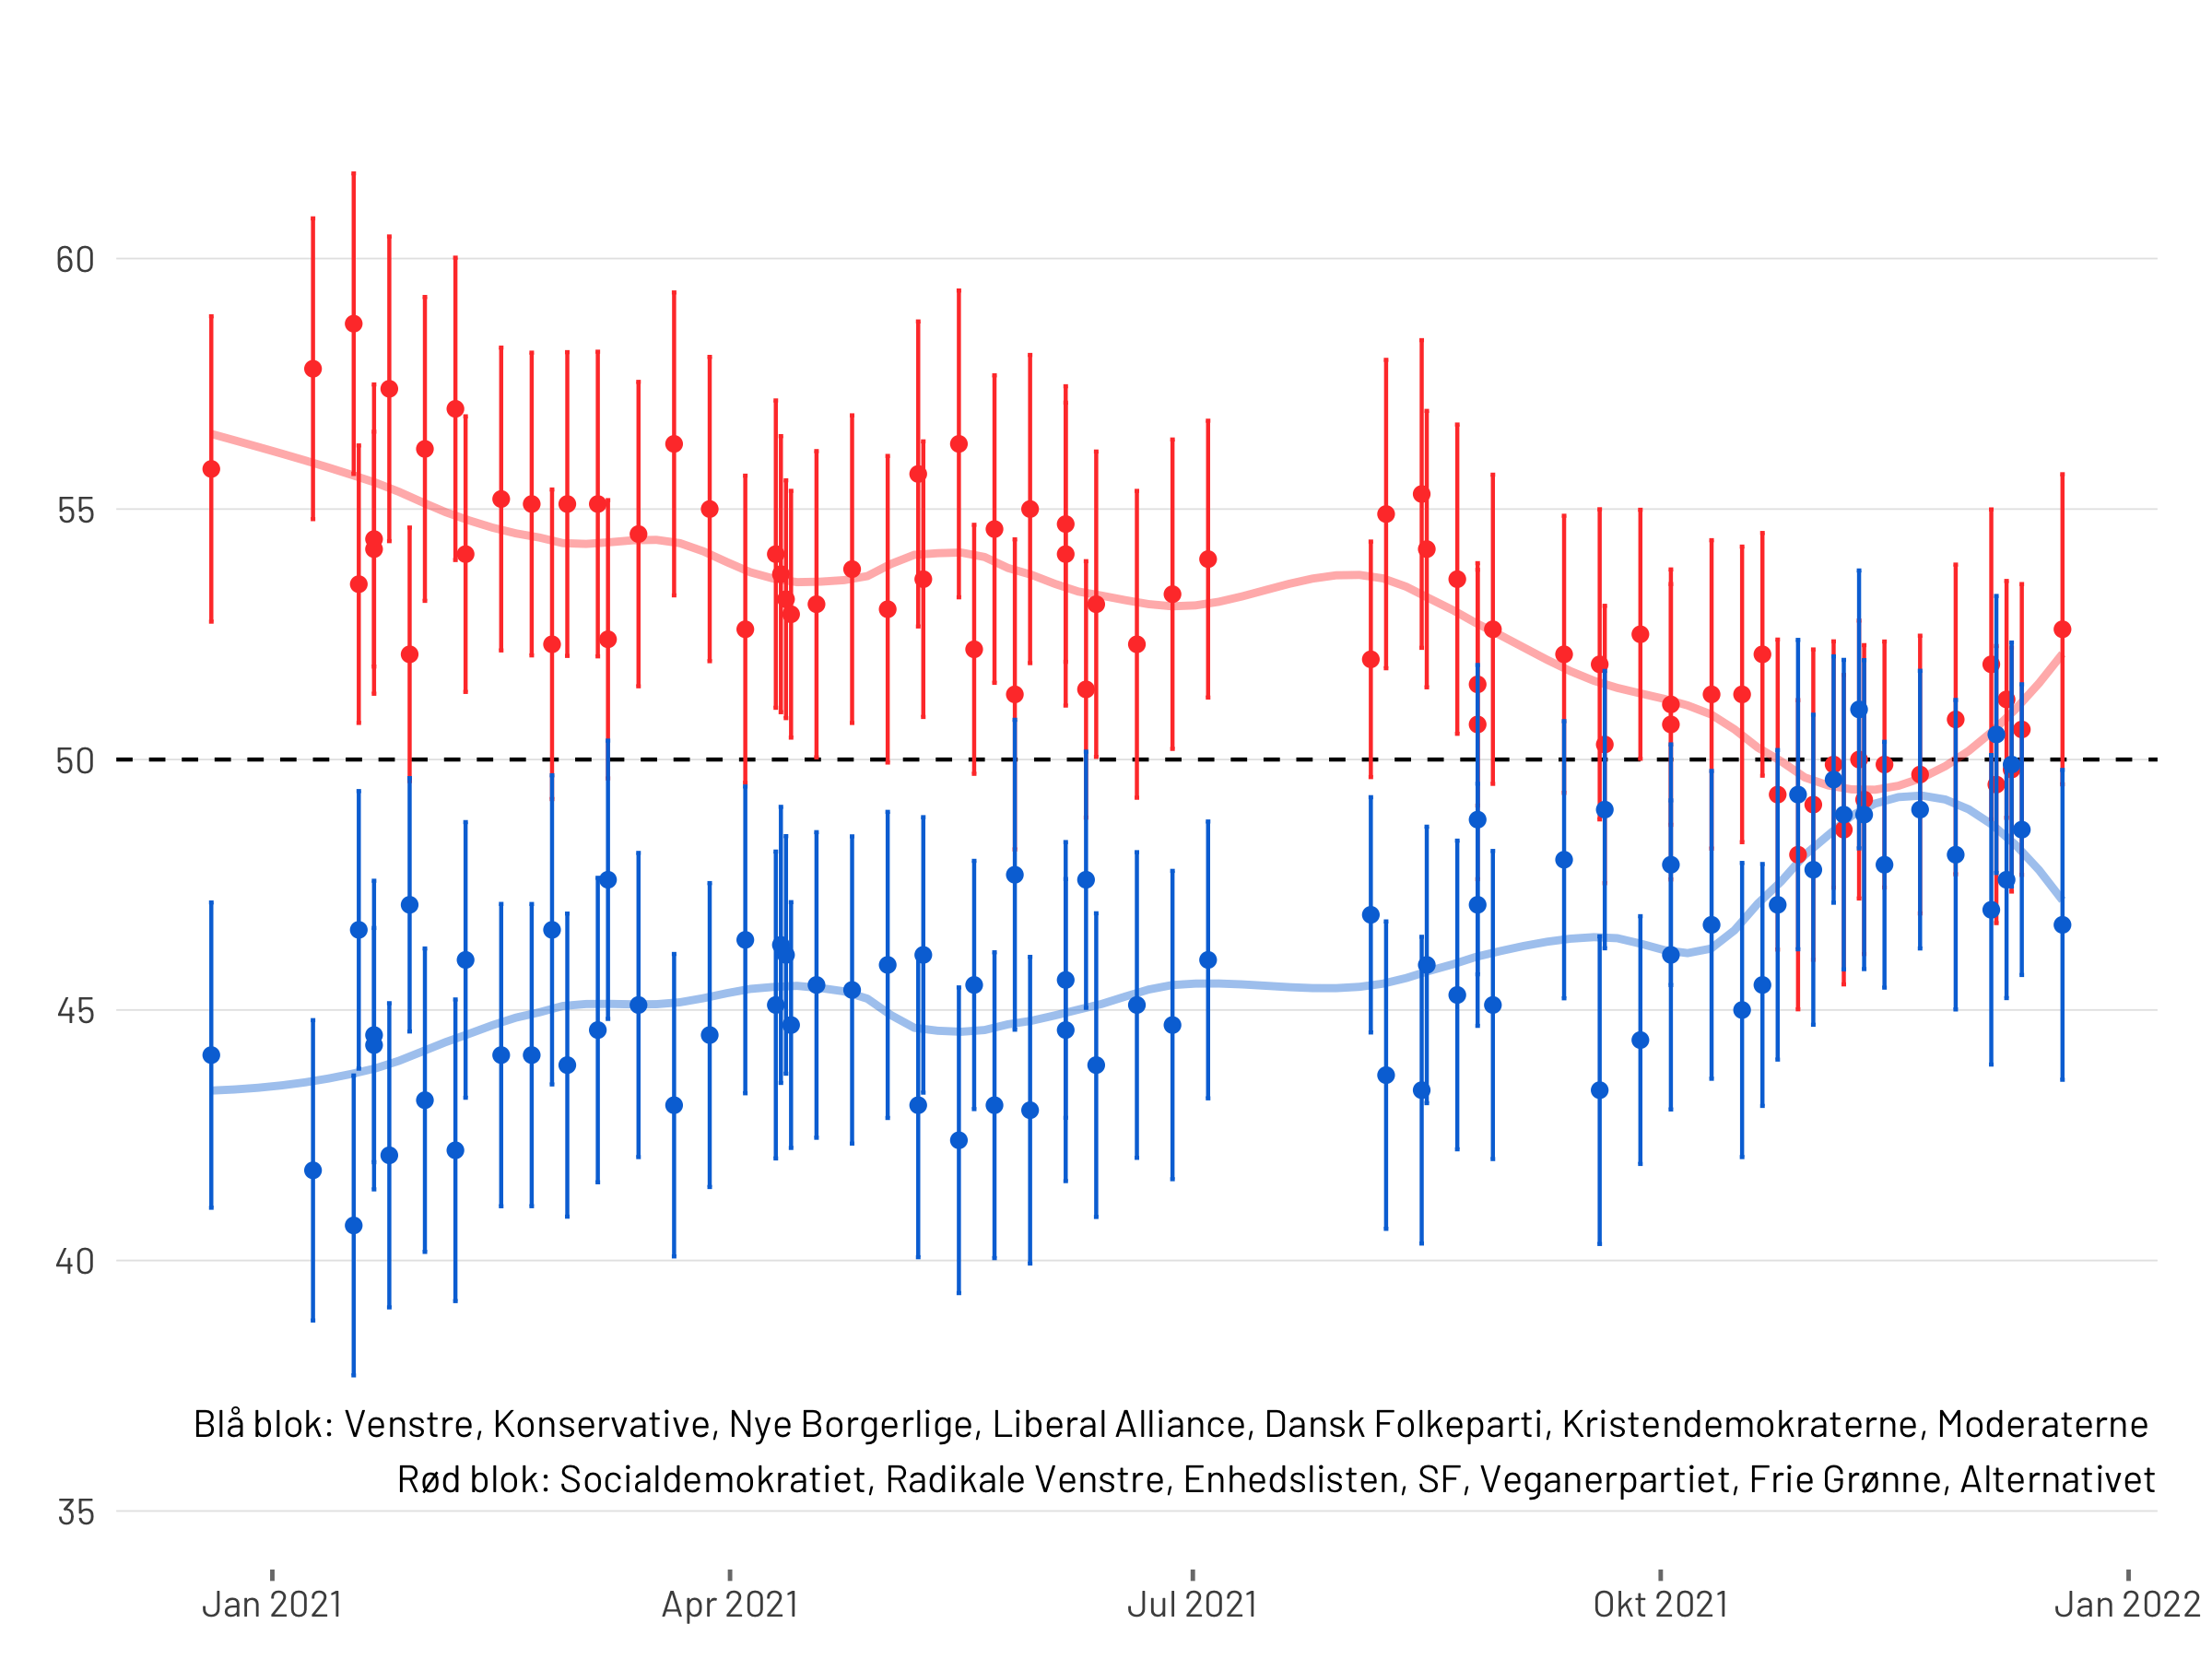 60
55
50
45
40
Blå blok: Venstre, Konservative, Nye Borgerlige, Liberal Alliance, Dansk Folkeparti, Kristendemokraterne, Moderaterne
Rød blok: Socialdemokratiet, Radikale Venstre, Enhedslisten, SF, Veganerpartiet, Frie Grønne, Alternativet
35
Jan 2021 Apr 2021 Jul 2021 Okt 2021 Jan 2022